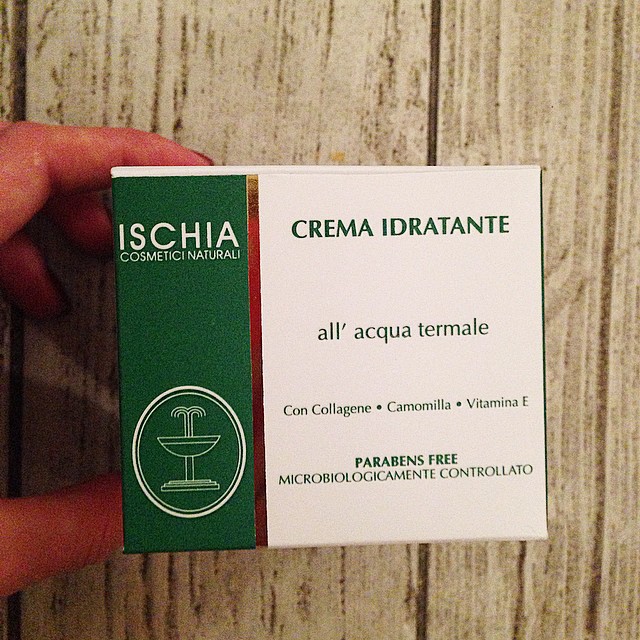 ISCHIA
COSMETICI NATURALI
CREMA IDRATANTE
all' acqua termale
Con Collagene • Camomilla • Vitamina E
PARABENS FREE
MICROBIOLOGICAMENTE CONTROLLATO